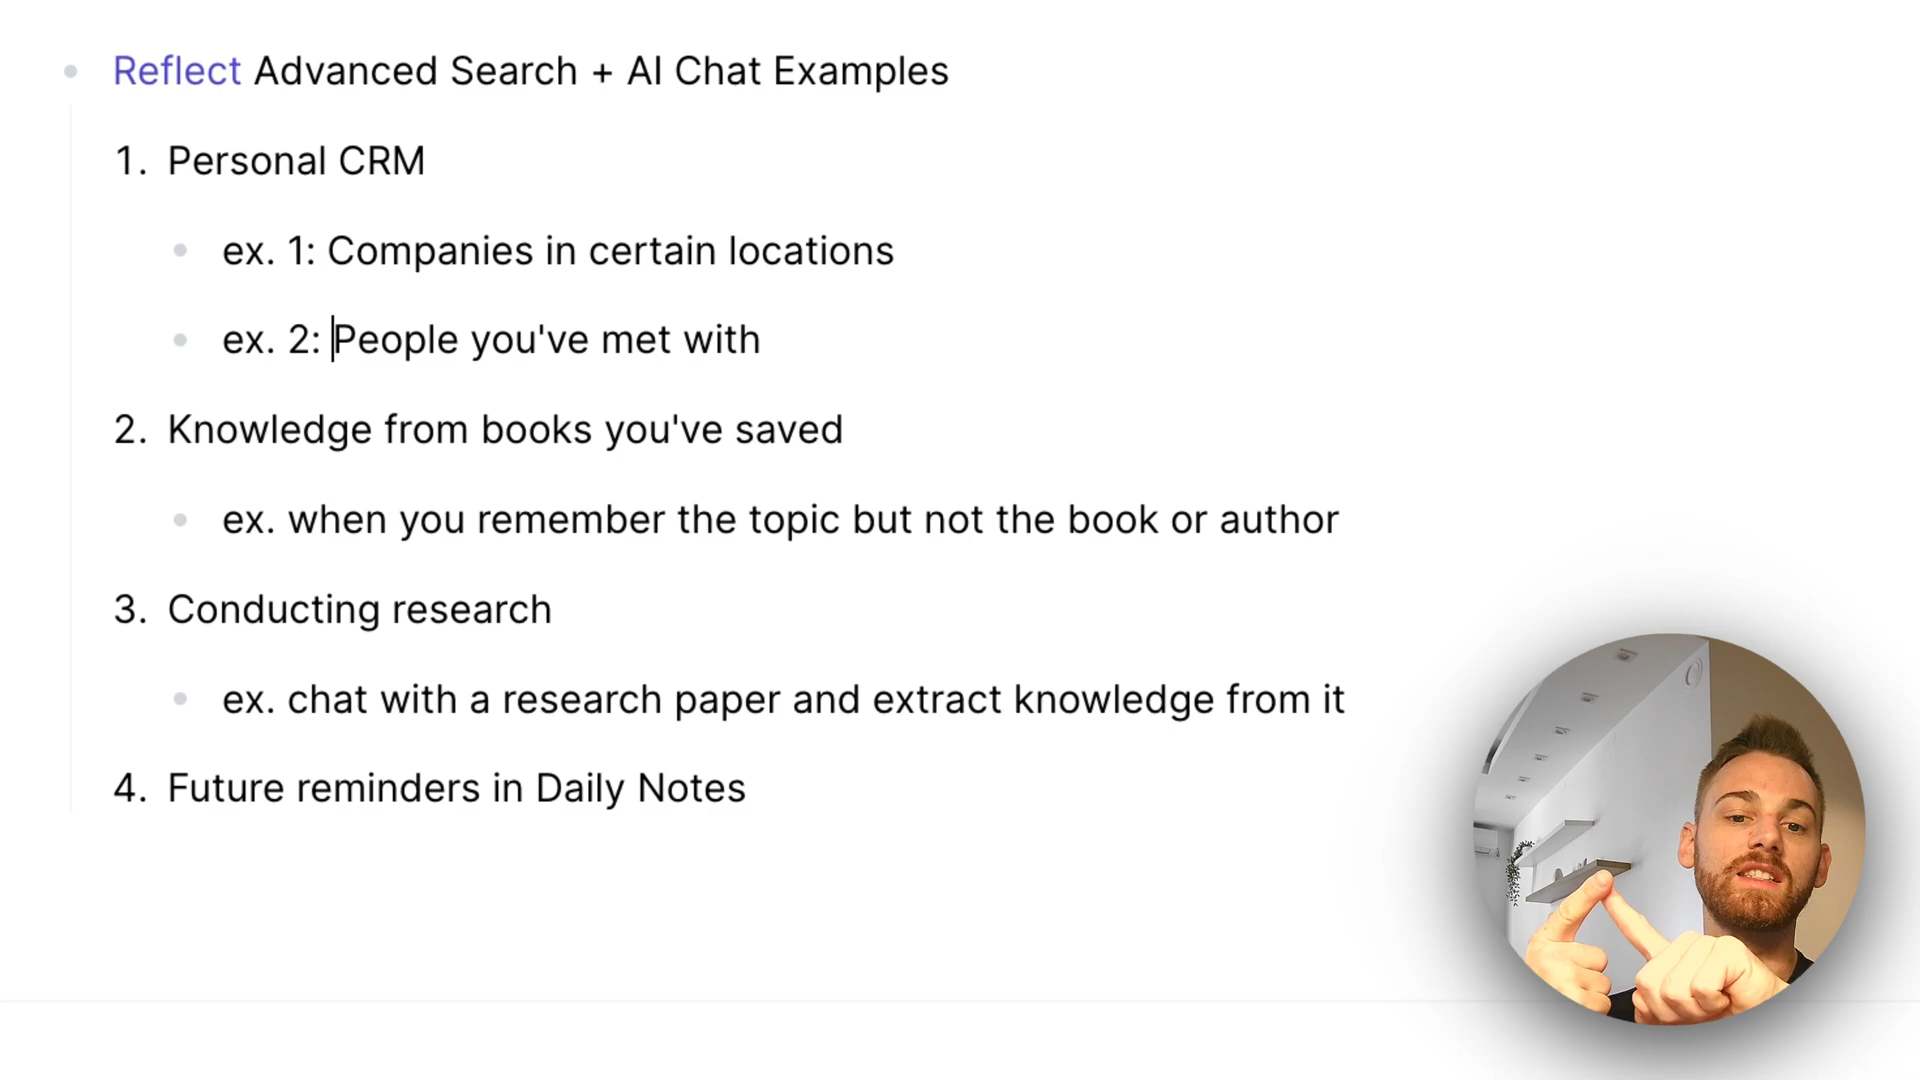 Reflect Advanced Search + AI Chat Examples
1. Personal CRM
ex. 1: Companies in certain locations
ex. 2: People you've met with
2. Knowledge from books you've saved
ex. when you remember the topic but not the book or author
3. Conducting research
ex. chat with a research paper and extract knowledge from it
4. Future reminders in Daily Notes